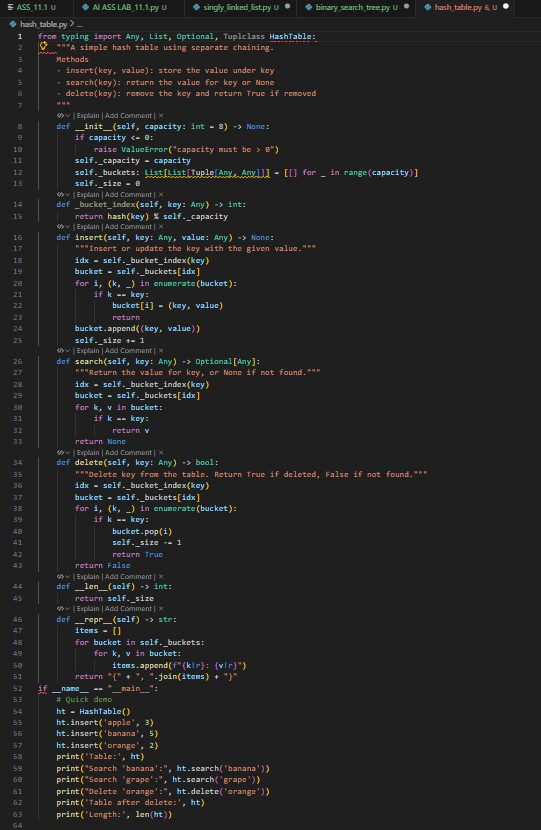 ASS_11.1 U
AI ASS LAB_11.1.py U
singly_linked_list.py U
binary_search_tree.py U
hash_table.py 6, U
hash_table.py > ...
1 from typing import Any, List, Optional, Tuplclass HashTable:
2 """A simple hash table using separate chaining.
3 Methods
4 - insert(key, value): store the value under key
5 - search(key): return the value for key or None
6 - delete(key): remove the key and return True if removed
7 """
| Explain | Add Comment | ×
8 def __init__(self, capacity: int = 8) -> None:
9 if capacity <= 0:
10 raise ValueError("capacity must be > 0")
11 self._capacity = capacity
12 self._buckets: List[List[Tuple[Any, Any]]] = [[] for _ in range(capacity)]
13 self._size = 0
| Explain | Add Comment | ×
14 def _bucket_index(self, key: Any) -> int:
15 return hash(key) % self._capacity
| Explain | Add Comment | ×
16 def insert(self, key: Any, value: Any) -> None:
17 """Insert or update the key with the given value."""
18 idx = self._bucket_index(key)
19 bucket = self._buckets[idx]
20 for i, (k, _) in enumerate(bucket):
21 if k == key:
22 bucket[i] = (key, value)
23 return
24 bucket.append((key, value))
25 self._size += 1
| Explain | Add Comment | ×
26 def search(self, key: Any) -> Optional[Any]:
27 """Return the value for key, or None if not found."""
28 idx = self._bucket_index(key)
29 bucket = self._buckets[idx]
30 for k, v in bucket:
31 if k == key:
32 return v
33 return None
| Explain | Add Comment | ×
34 def delete(self, key: Any) -> bool:
35 """Delete key from the table. Return True if deleted, False if not found."""
36 idx = self._bucket_index(key)
37 bucket = self._buckets[idx]
38 for i, (k, _) in enumerate(bucket):
39 if k == key:
40 bucket.pop(i)
41 self._size -= 1
42 return True
43 return False
| Explain | Add Comment | ×
44 def __len__(self) -> int:
45 return self._size
| Explain | Add Comment | ×
46 def __repr__(self) -> str:
47 items = []
48 for bucket in self._buckets:
49 for k, v in bucket:
50 items.append(f"{k!r}: {v!r}")
51 return "{" + ", ".join(items) + "}"
52 if __name__ == "__main__":
53 # Quick demo
54 ht = HashTable()
55 ht.insert('apple', 3)
56 ht.insert('banana', 5)
57 ht.insert('orange', 2)
58 print('Table:', ht)
59 print("Search 'banana':", ht.search('banana'))
60 print("Search 'grape':", ht.search('grape'))
61 print("Delete 'orange':", ht.delete('orange'))
62 print('Table after delete:', ht)
63 print('Length:', len(ht))
64